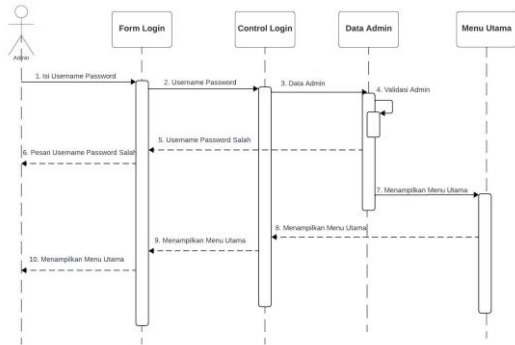 Form Login
Control Login
Data Admin
Menu Utama
Admin
1. Isi Username Password
2. Username Password
3. Data Admin
4. Validasi Admin
5. Username Password Salah
6. Pesan Username Password Salah
7. Menampilkan Menu Utama
8. Menampilkan Menu Utama
9. Menampilkan Menu Utama
10. Menampilkan Menu Utama